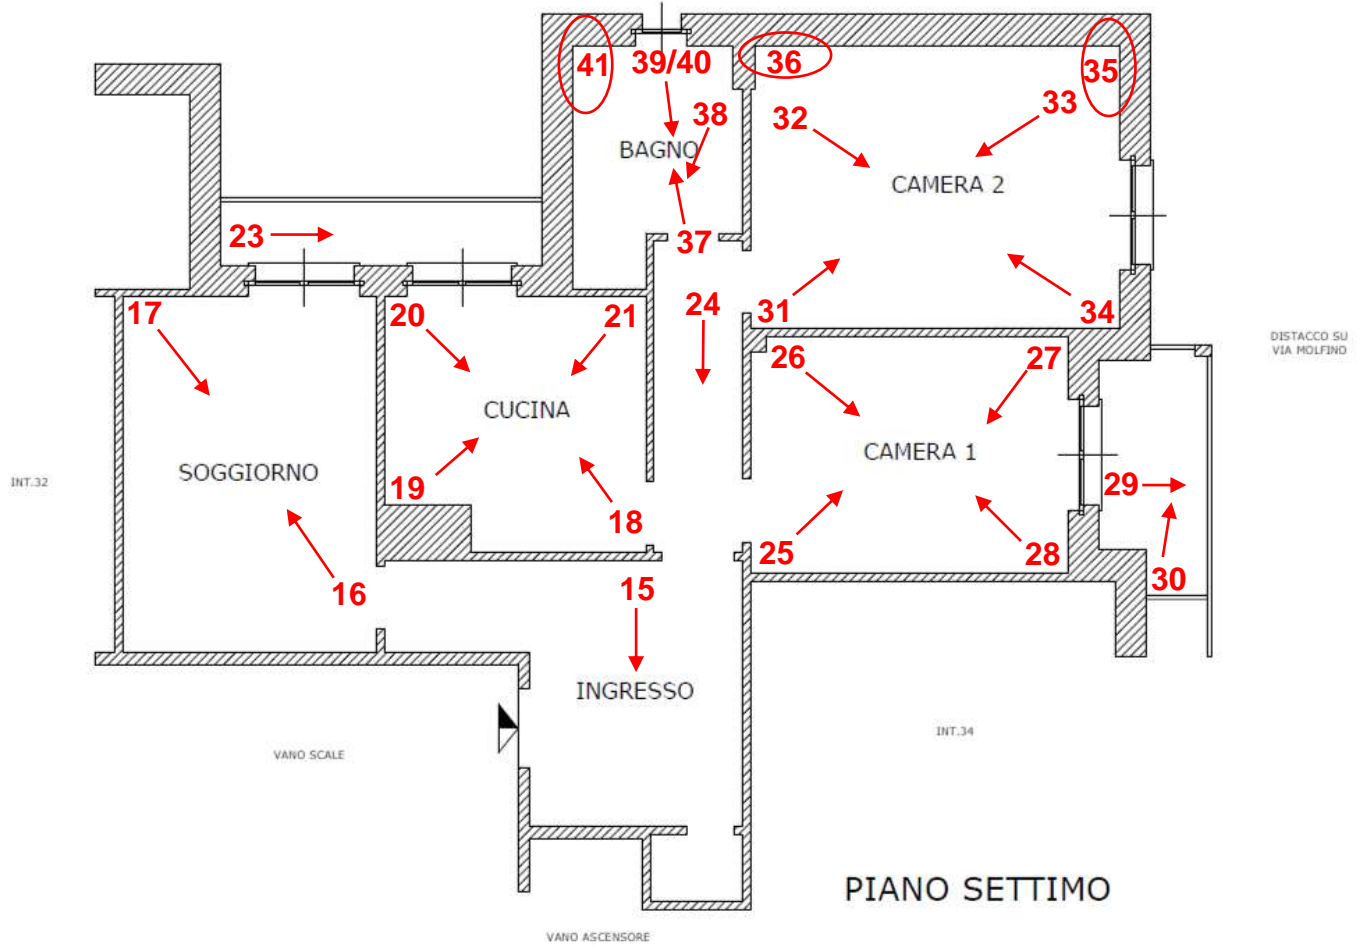 41
39/40
36
35
38
32
33
BAGNO
CAMERA 2
23
37
17
20
21
24
31
34
DISTACCO SU
VIA MOLFINO
26
27
CUCINA
CAMERA 1
SOGGIORNO
INT.32
19
29
18
25
28
16
15
30
INGRESSO
INT.34
VANO SCALE
PIANO SETTIMO
VANO ASCENSORE